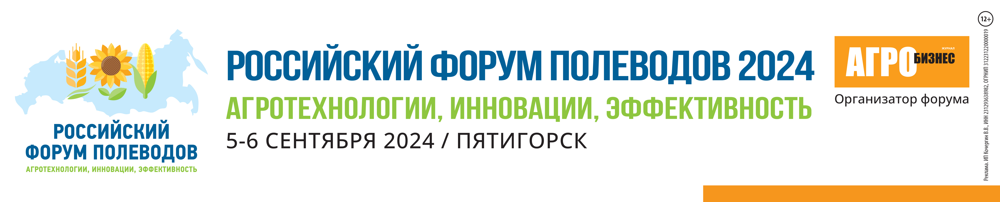 РОССИЙСКИЙ
ФОРУМ ПОЛЕВОДОВ
АГРОТЕХНОЛОГИИ, ИННОВАЦИИ, ЭФФЕКТИВНОСТЬ
РОССИЙСКИЙ ФОРУМ ПОЛЕВОДОВ 2024
АГРОТЕХНОЛОГИИ, ИННОВАЦИИ, ЭФФЕКТИВНОСТЬ
5-6 СЕНТЯБРЯ 2024 / ПЯТИГОРСК
ЖУРНАЛ
АГРО
БИЗНЕС
Организатор форума
12+
Реклама. ИП Кочергин В.В., ИНН 231293638982, ОГРНИП 312231220000019